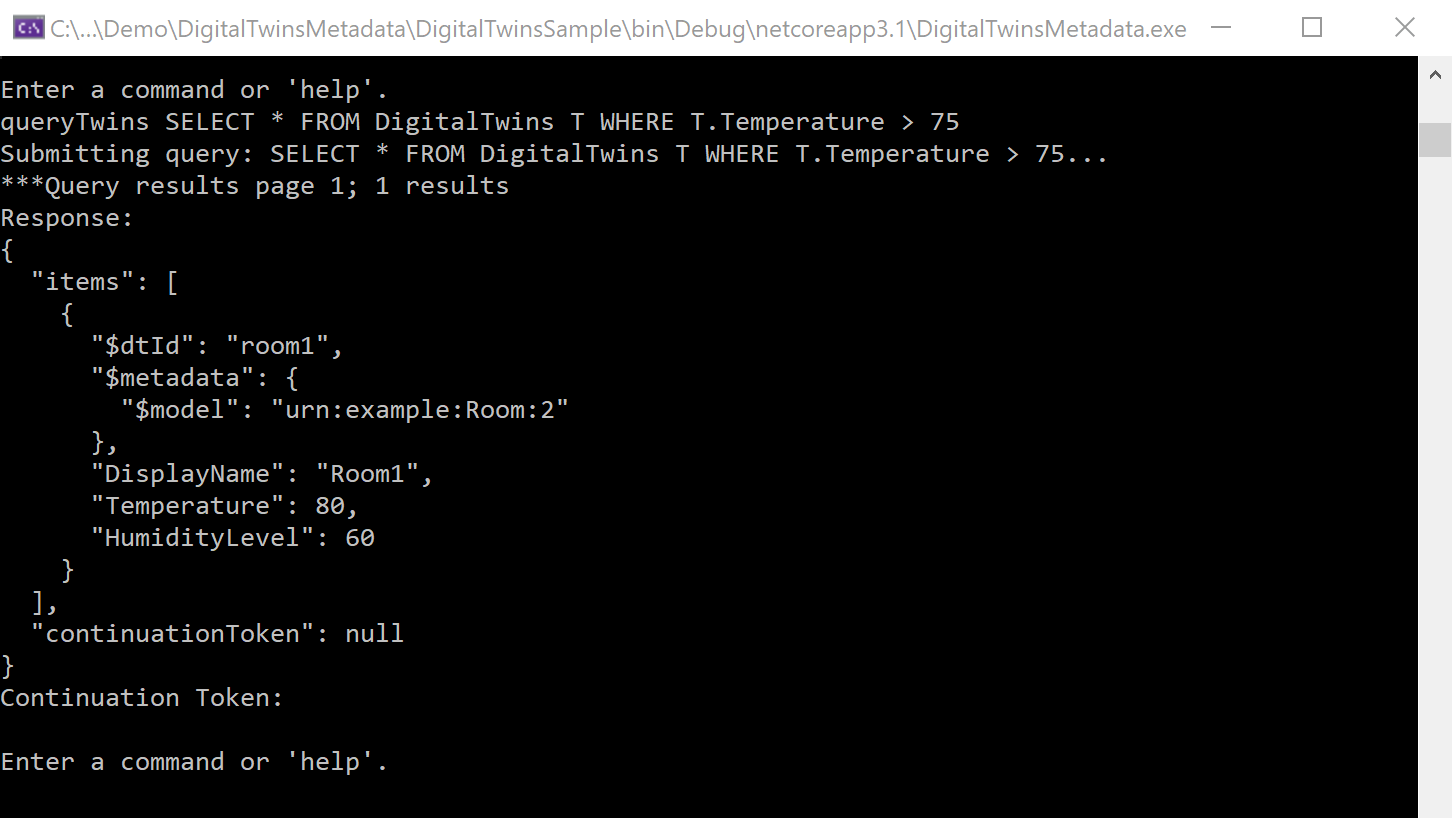 C:\...\Demo\DigitalTwinsMetadata\DigitalTwinsSample\bin\Debug\netcoreapp3.1\DigitalTwinsMetadata.exe
Enter a command or 'help'.
queryTwins SELECT * FROM DigitalTwins T WHERE T.Temperature > 75
Submitting query: SELECT * FROM DigitalTwins T WHERE T.Temperature > 75...
***Query results page 1; 1 results
Response:
{
  "items": [
    {
      "$dtId": "room1",
      "$metadata": {
        "$model": "urn:example:Room:2"
      },
      "DisplayName": "Room1",
      "Temperature": 80,
      "HumidityLevel": 60
    }
  ],
  "continuationToken": null
}
Continuation Token:
Enter a command or 'help'.